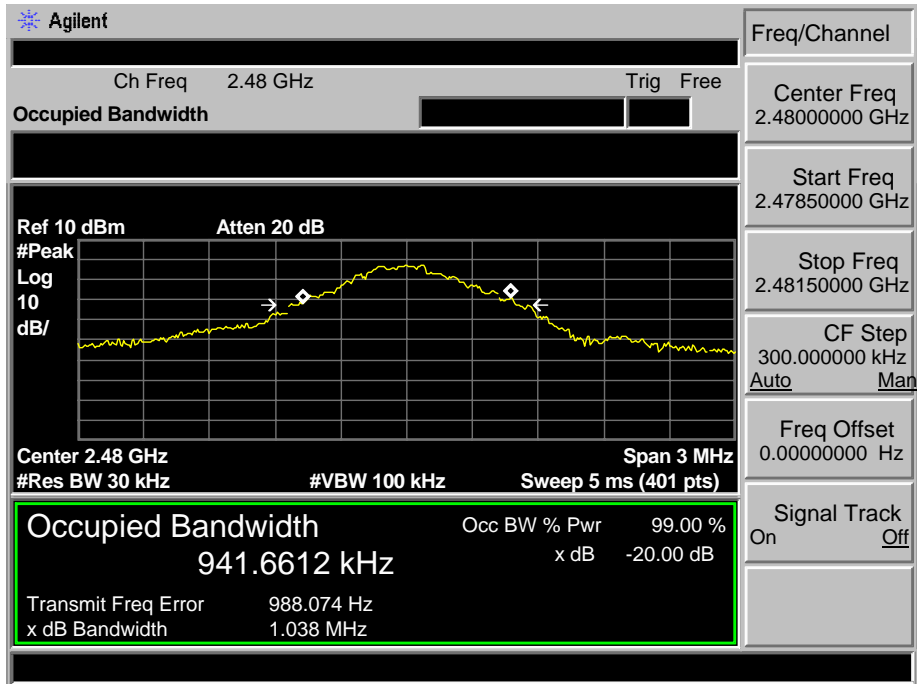 Agilent
Freq/Channel
Ch Freq 2.48 GHz Trig Free
Occupied Bandwidth
Center Freq
2.48000000 GHz
Start Freq
2.47850000 GHz
Stop Freq
2.48150000 GHz
CF Step
300.000000 kHz
Auto Man
Freq Offset
0.00000000 Hz
Signal Track
On Off
Ref 10 dBm Atten 20 dB
#Peak
Log
10
dB/
Center 2.48 GHz Span 3 MHz
#Res BW 30 kHz #VBW 100 kHz Sweep 5 ms (401 pts)
Occupied Bandwidth Occ BW % Pwr 99.00 %
941.6612 kHz x dB -20.00 dB
Transmit Freq Error 988.074 Hz
x dB Bandwidth 1.038 MHz